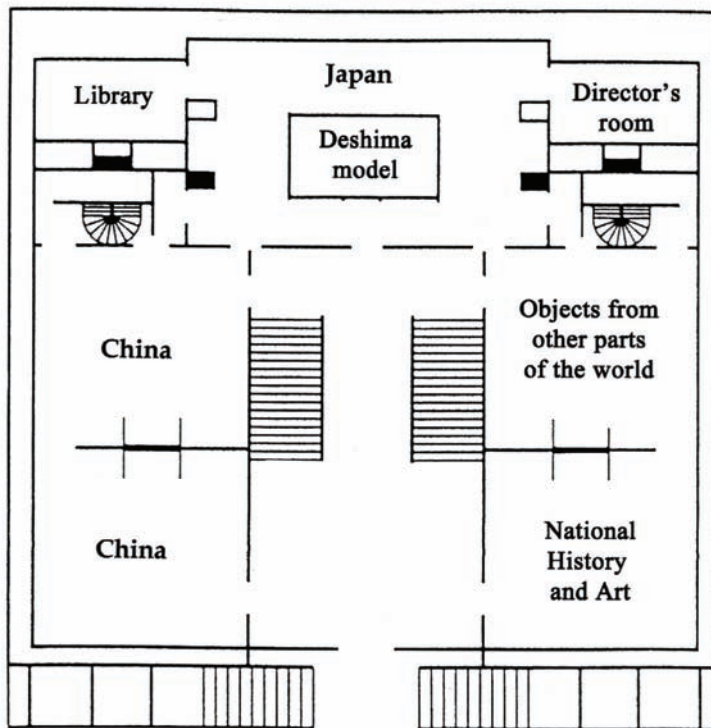 Library
Japan
Director's
room
Deshima
model
China
Objects from
other parts
of the world
China
National
History
and Art